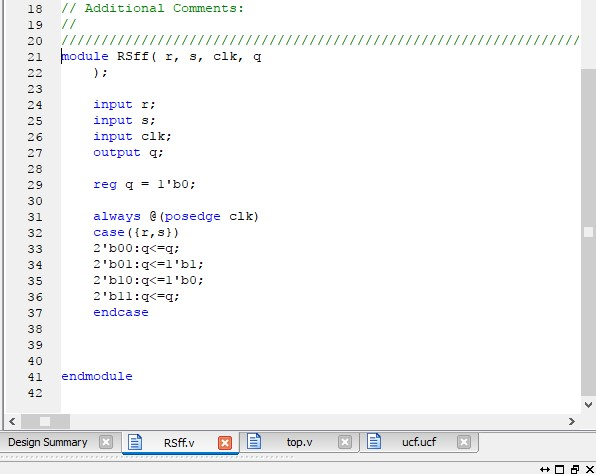 18 // Additional Comments:
19 //
20 //////////////////////////////////////////////////////////////////
21 module RSff( r, s, clk, q
22 );
23
24 input r;
25 input s;
26 input clk;
27 output q;
28
29 reg q = 1'b0;
30
31 always @(posedge clk)
32 case({r,s})
33 2'b00:q<=q;
34 2'b01:q<=1'b1;
35 2'b10:q<=1'b0;
36 2'b11:q<=q;
37 endcase
38
39
40
41 endmodule
42
Design Summary RSff.v top.v ucf.ucf